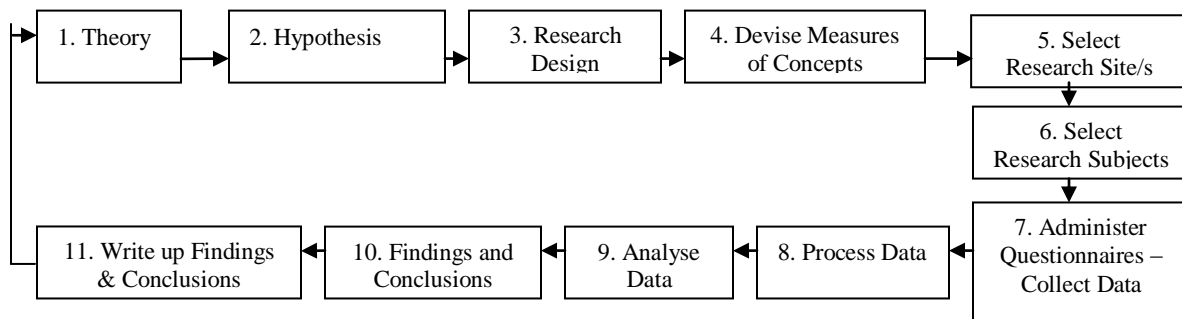 1. Theory
2. Hypothesis
3. Research
Design
4. Devise Measures
of Concepts
5. Select
Research Site/s
6. Select
Research Subjects
7. Administer
Questionnaires –
Collect Data
8. Process Data
9. Analyse
Data
10. Findings and
Conclusions
11. Write up Findings
& Conclusions